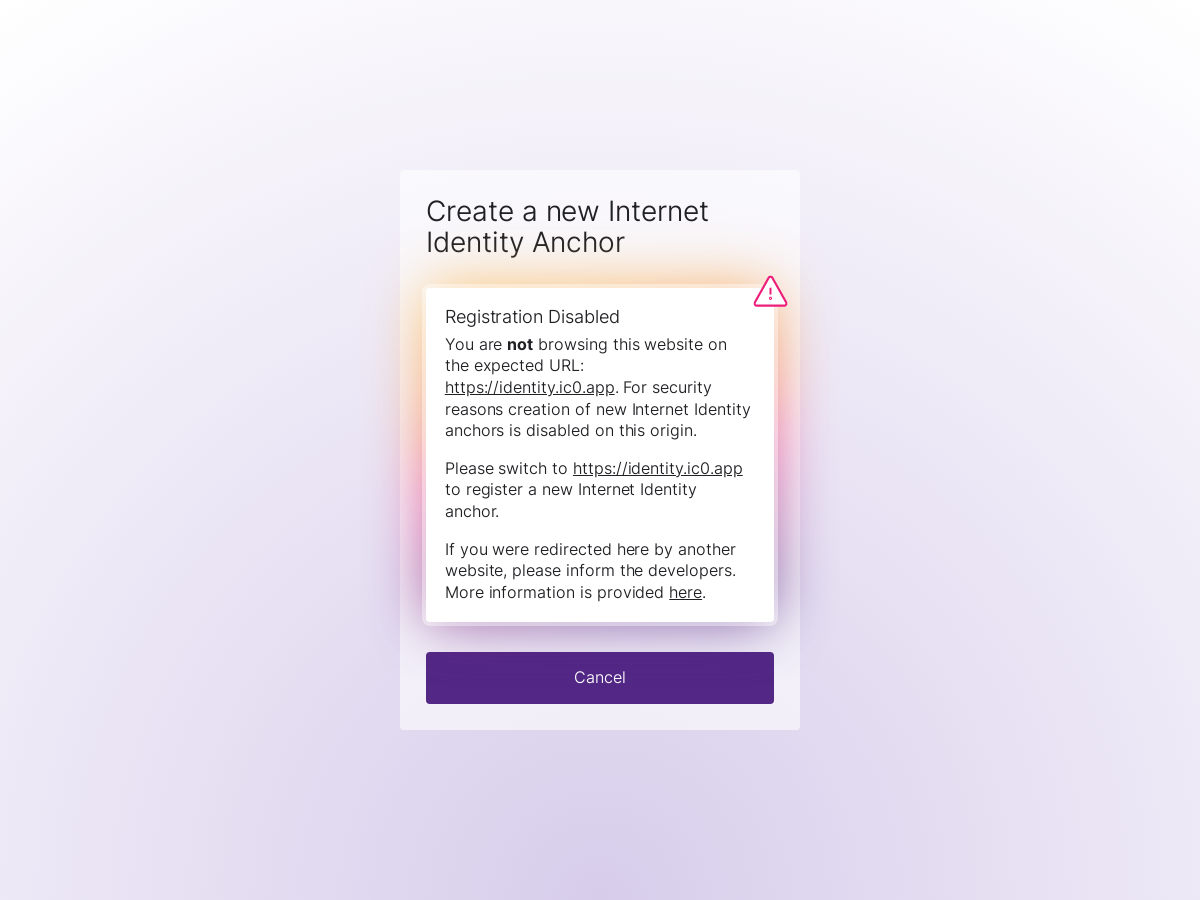 Create a new Internet
Identity Anchor
Registration Disabled
You are not browsing this website on
the expected URL:
https://identity.ic0.app. For security
reasons creation of new Internet Identity
anchors is disabled on this origin.
Please switch to https://identity.ic0.app
to register a new Internet Identity
anchor.
If you were redirected here by another
website, please inform the developers.
More information is provided here.
Cancel